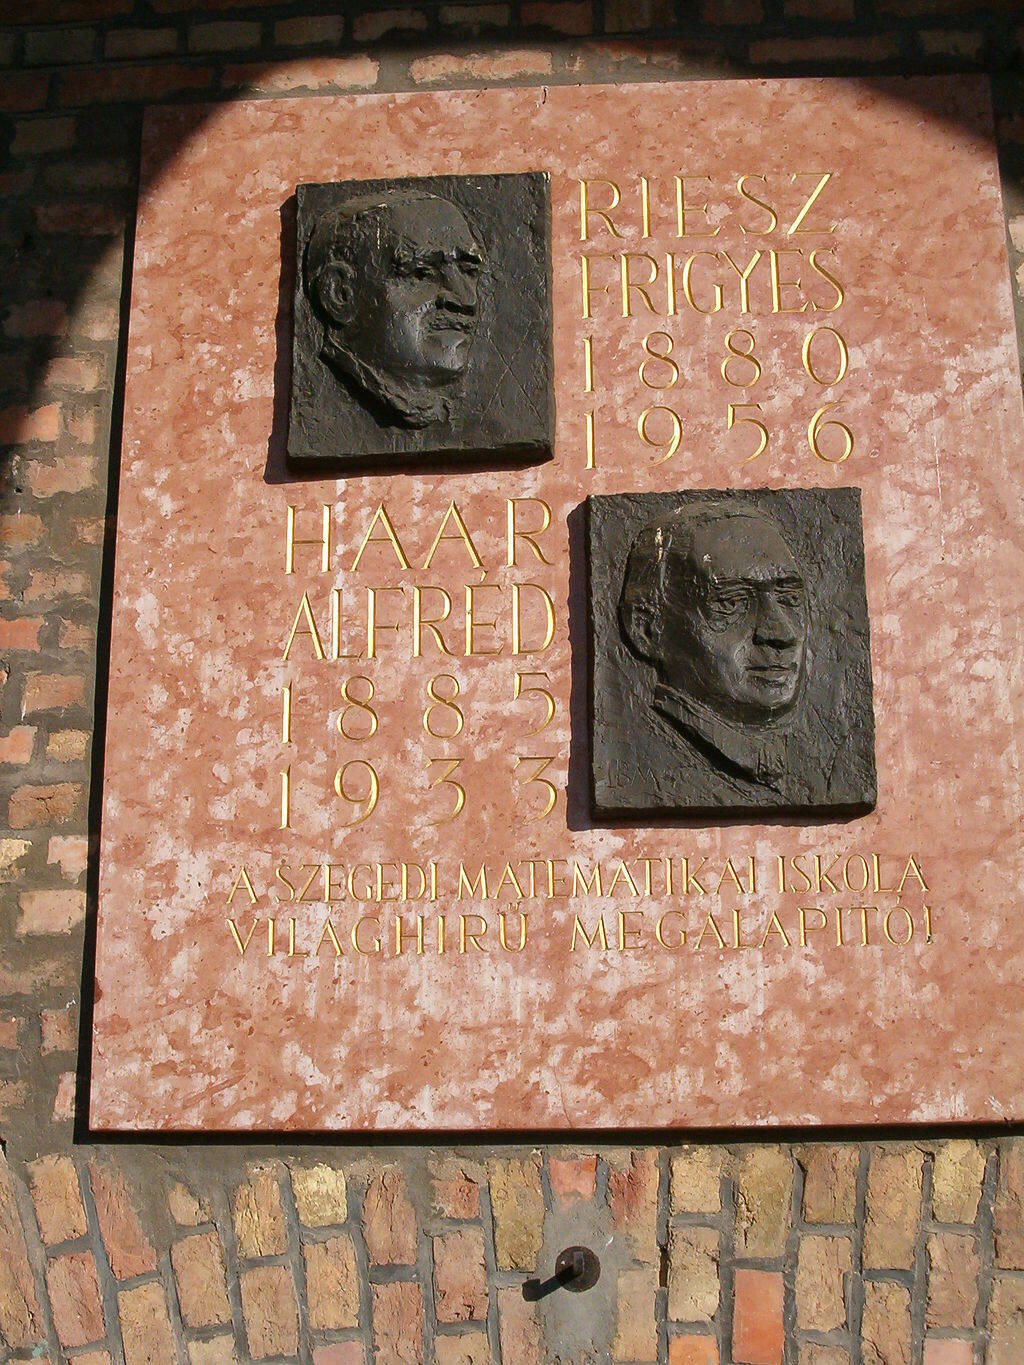 RIESZ
FRIGYES
1880
1956
HAAR
ALFRÉD
1885
1933
A SZEGEDI MATEMATIKAI ISKOLA
VILÁGHÍRŰ MEGALAPÍTÓI